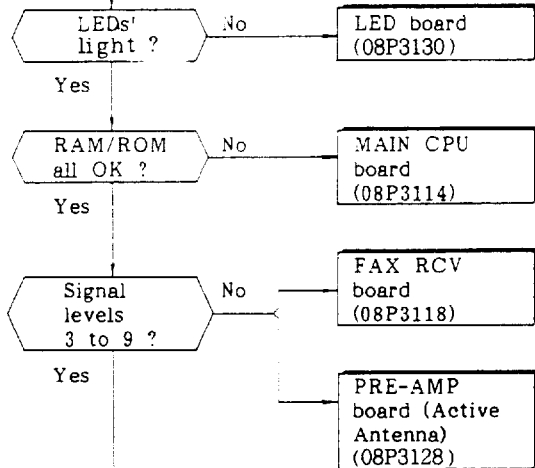 LEDs'
light ?
No
LED board
(08P3130)
Yes
RAM/ROM
all OK ?
No
MAIN CPU
board
(08P3114)
Yes
Signal
levels
3 to 9 ?
No
FAX RCV
board
(08P3118)
Yes
PRE-AMP
board (Active
Antenna)
(08P3128)